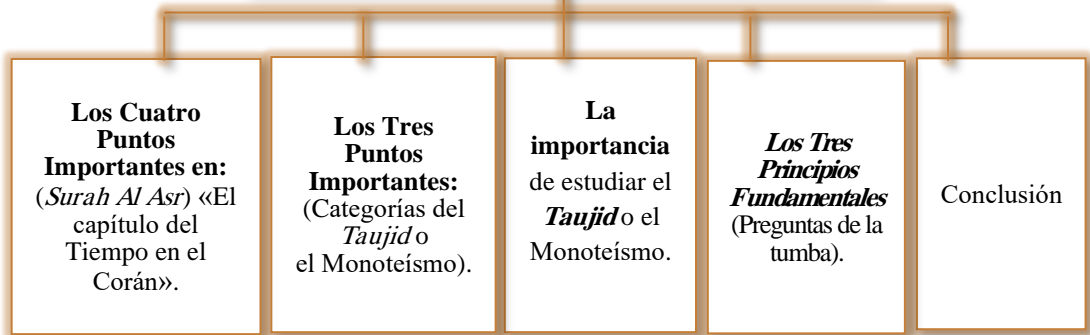 Los Cuatro
Puntos
Importantes en:
(Surah Al Asr) «El
capítulo del
Tiempo en el
Corán».
Los Tres
Puntos
Importantes:
(Categorías del
Taujid o
el Monoteísmo).
La
importancia
de estudiar el
Taujid o el
Monoteísmo.
Los Tres
Principios
Fundamentales
(Preguntas de la
tumba).
Conclusión